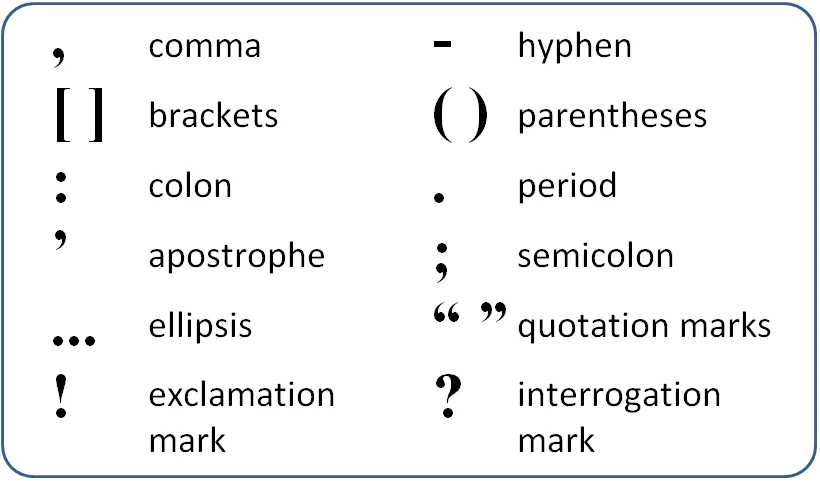 , comma - hyphen
[ ] brackets ( ) parentheses
: colon . period
’ apostrophe ; semicolon
... ellipsis “ ” quotation marks
! exclamation mark ? interrogation mark